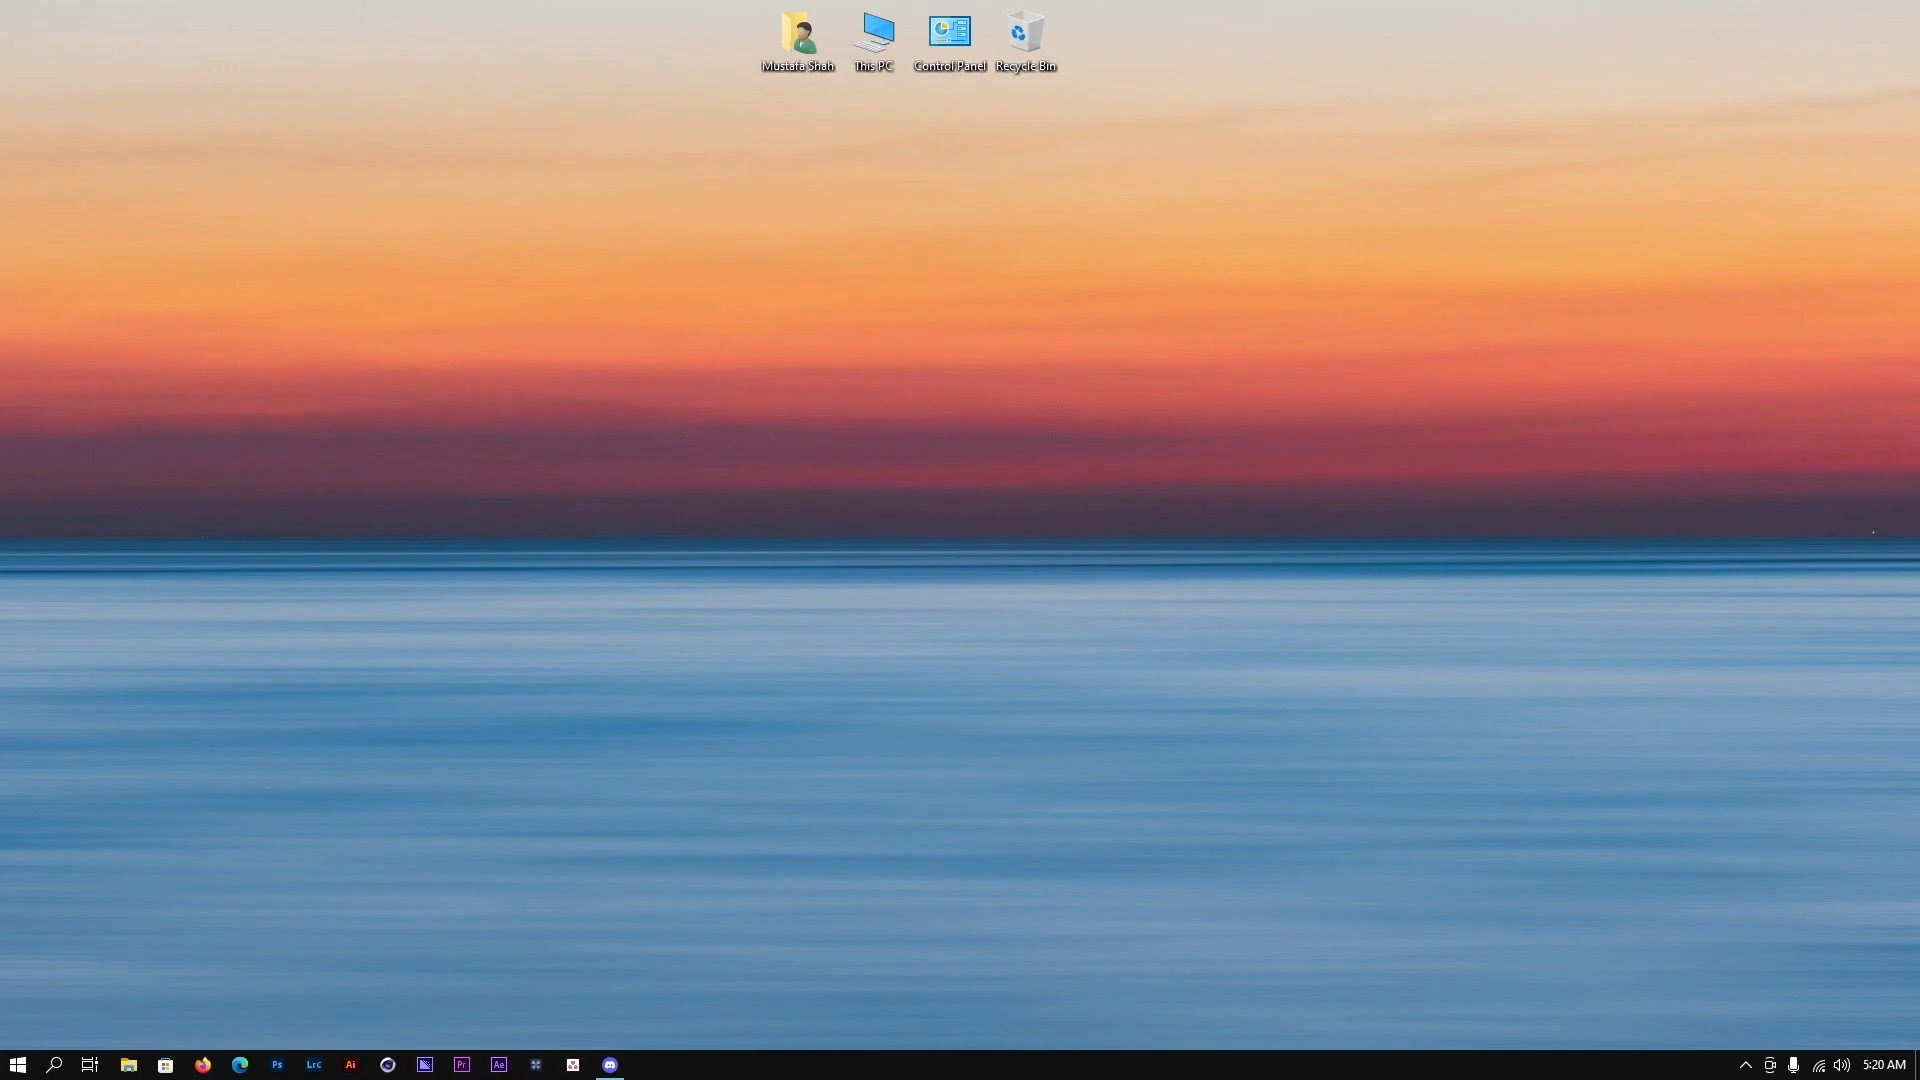 Mustafa Shah
This PC
Control Panel
Recycle Bin
Ps
Lrc
Ai
Pr
Ae
5:20 AM